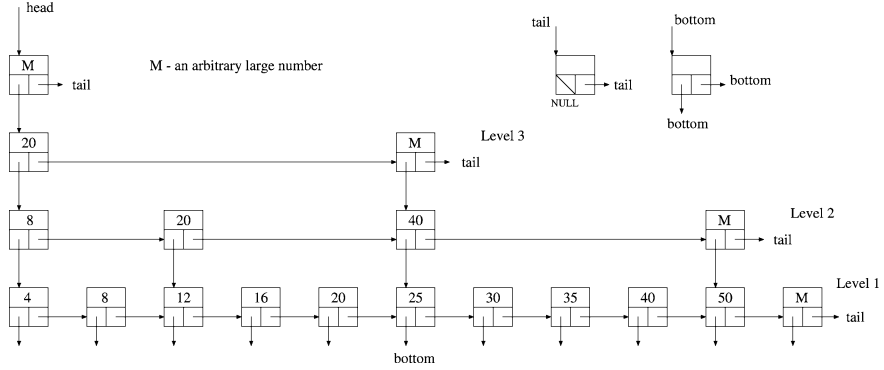 head
tail
bottom
M
M - an arbitrary large number
tail
tail
bottom
NULL
bottom
20
M
Level 3
tail
8
20
40
M
Level 2
tail
4
8
12
16
20
25
30
35
40
50
M
Level 1
tail
bottom